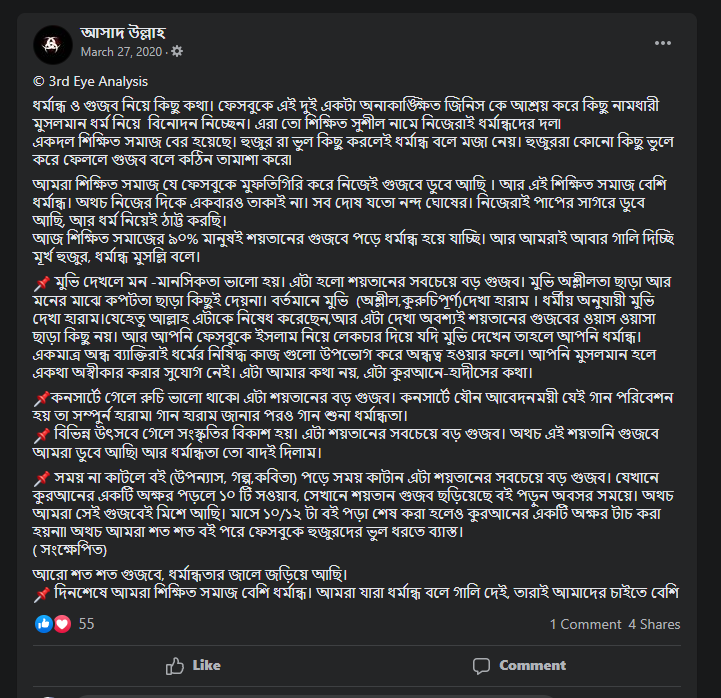 আসাদ উল্লাহ
March 27, 2020 ·
© 3rd Eye Analysis
ধর্মান্ধ ও গুজব নিয়ে কিছু কথা। ফেসবুকে এই দুই একটা অনাকাঙ্ক্ষিত জিনিস কে আশ্রয় করে কিছু নামধারী
মুসলমান ধর্ম নিয়ে বিনোদন নিচ্ছেন। এরা তো শিক্ষিত সুশীল নামে নিজেরাই ধর্মান্ধদের দল।
একদল শিক্ষিত সমাজ বের হয়েছে। হুজুর রা ভুল কিছু করলেই ধর্মান্ধ বলে মজা নেয়। হুজুররা কোনো কিছু ভুলে
করে ফেললে গুজব বলে কঠিন তামাশা করে।
আমরা শিক্ষিত সমাজ যে ফেসবুকে মুফতিগিরি করে নিজেই গুজবে ডুবে আছি । আর এই শিক্ষিত সমাজ বেশি
ধর্মান্ধ। অথচ নিজের দিকে একবারও তাকাই না। সব দোষ যতো নন্দ ঘোষের। নিজেরাই পাপের সাগরে ডুবে
আছি, আর ধর্ম নিয়েই ঠাট্ট করছি।
আজ শিক্ষিত সমাজের ৯০% মানুষই শয়তানের গুজবে পড়ে ধর্মান্ধ হয়ে যাচ্ছি। আর আমরাই আবার গালি দিচ্ছি
মূর্খ হুজুর, ধর্মান্ধ মুসল্লি বলে।
📌 মুভি দেখলে মন -মানসিকতা ভালো হয়। এটা হলো শয়তানের সবচেয়ে বড় গুজব। মুভি অশ্লীলতা ছাড়া আর
মনের মাঝে কপটতা ছাড়া কিছুই দেয়না। বর্তমানে মুভি (অশ্লীল,কুরুচিপূর্ণ)দেখা হারাম । ধর্মীয় অনুযায়ী মুভি
দেখা হারাম।যেহেতু আল্লাহ এটাকে নিষেধ করেছেন,আর এটা দেখা অবশ্যই শয়তানের গুজবের ওয়াস ওয়াসা
ছাড়া কিছু নয়। আর আপনি ফেসবুকে ইসলাম নিয়ে লেকচার দিয়ে যদি মুভি দেখেন তাহলে আপনি ধর্মান্ধ।
একমাত্র অন্ধ ব্যাক্তিরাই ধর্মের নিষিদ্ধ কাজ গুলো উপভোগ করে অন্ধত্ব হওয়ার ফলে। আপনি মুসলমান হলে
একথা অস্বীকার করার সুযোগ নেই। এটা আমার কথা নয়, এটা কুরআনে-হাদীসের কথা।
📌কনসার্টে গেলে রুচি ভালো থাকে। এটা শয়তানের বড় গুজব। কনসার্টে যৌন আবেদনময়ী যেই গান পরিবেশন
হয় তা সম্পূর্ন হারাম। গান হারাম জানার পরও গান শুনা ধর্মান্ধতা।
📌 বিভিন্ন উৎসবে গেলে সংস্কৃতির বিকাশ হয়। এটা শয়তানের সবচেয়ে বড় গুজব। অথচ এই শয়তানি গুজবে
আমরা ডুবে আছি। আর ধর্মান্ধতা তো বাদই দিলাম।
📌 সময় না কাটলে বই (উপন্যাস, গল্প,কবিতা) পড়ে সময় কাটান এটা শয়তানের সবচেয়ে বড় গুজব। যেখানে
কুরআনের একটি অক্ষর পড়লে ১০ টি সওয়াব, সেখানে শয়তান গুজব ছড়িয়েছে বই পড়ুন অবসর সময়ে। অথচ
আমরা সেই গুজবেই মিশে আছি। মাসে ১০/১২ টা বই পড়া শেষ করা হলেও কুরআনের একটি অক্ষর টাচ করা
হয়না। অথচ আমরা শত শত বই পরে ফেসবুকে হুজুরদের ভুল ধরতে ব্যাস্ত।
( সংক্ষেপিত)
আরো শত শত গুজবে, ধর্মান্ধতার জালে জড়িয়ে আছি।
📌 দিনশেষে আমরা শিক্ষিত সমাজ বেশি ধর্মান্ধ। আমরা যারা ধর্মান্ধ বলে গালি দেই, তারাই আমাদের চাইতে বেশি
55
1 Comment 4 Shares
Like
Comment